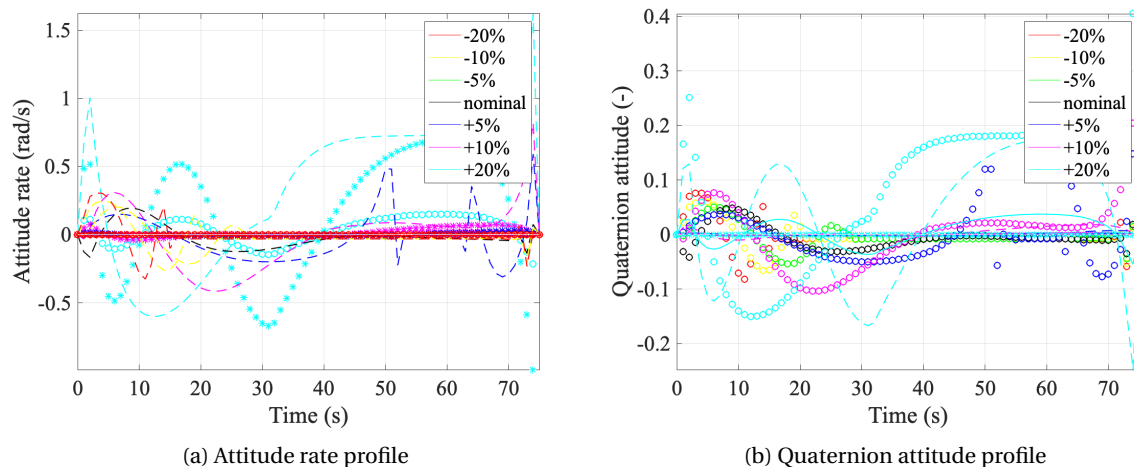 1.5
1
0.5
0
-0.5
Attitude rate (rad/s)
0 10 20 30 40 50 60 70
Time (s)
-20%
-10%
-5%
nominal
+5%
+10%
+20%
(a) Attitude rate profile
0.4
0.3
0.2
0.1
0
-0.1
-0.2
Quaternion attitude (-)
0 10 20 30 40 50 60 70
Time (s)
-20%
-10%
-5%
nominal
+5%
+10%
+20%
(b) Quaternion attitude profile